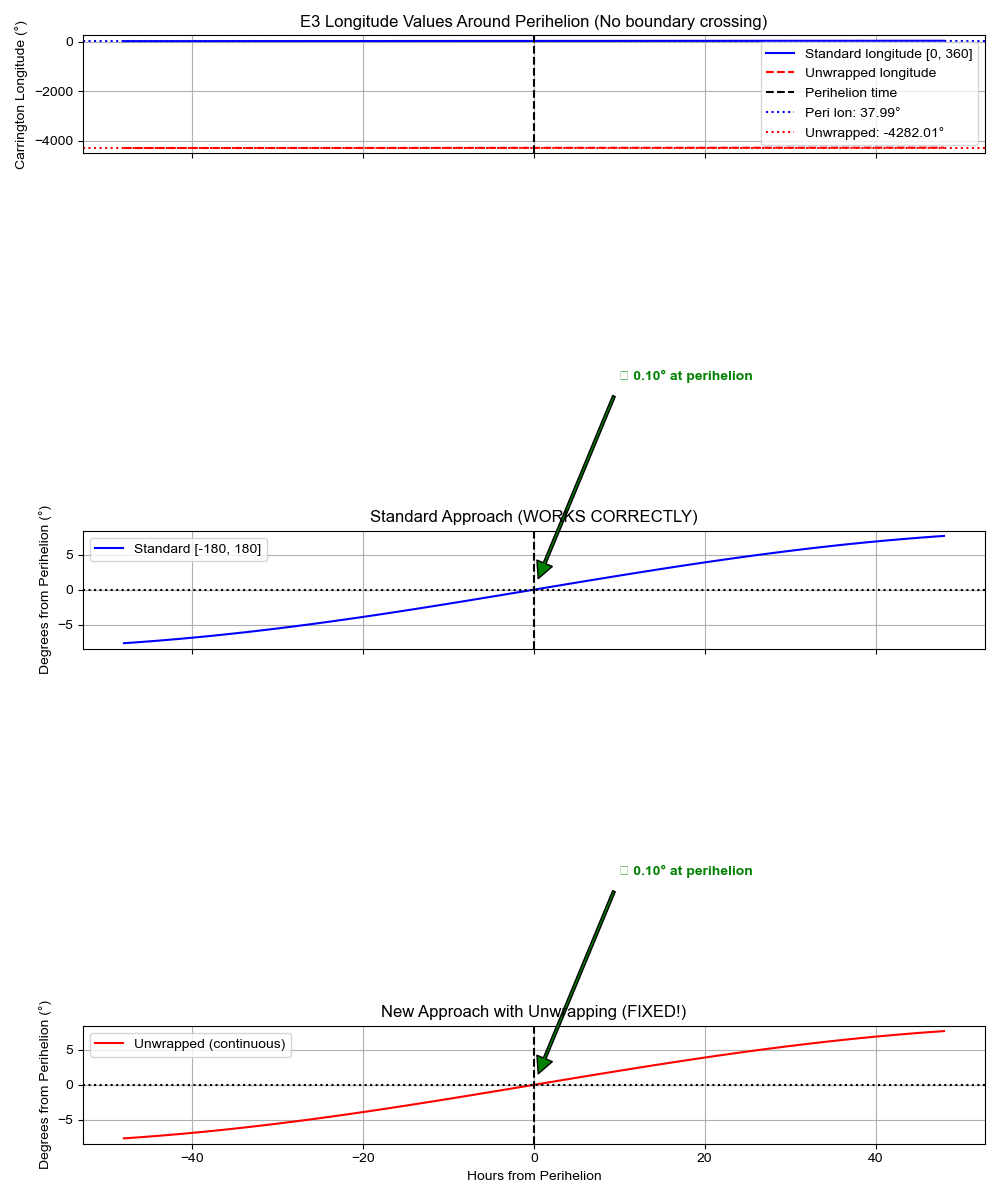 E3 Longitude Values Around Perihelion (No boundary crossing)
Carrington Longitude (°)
0
−2000
−4000
Standard longitude [0, 360]
Unwrapped longitude
Perihelion time
Peri lon: 37.99°
Unwrapped: -4282.01°
0.10° at perihelion
Standard Approach (WORKS CORRECTLY)
Degrees from Perihelion (°)
5
0
−5
Standard [-180, 180]
0.10° at perihelion
New Approach with Unwrapping (FIXED!)
Degrees from Perihelion (°)
5
0
−5
Unwrapped (continuous)
−40
−20
0
20
40
Hours from Perihelion